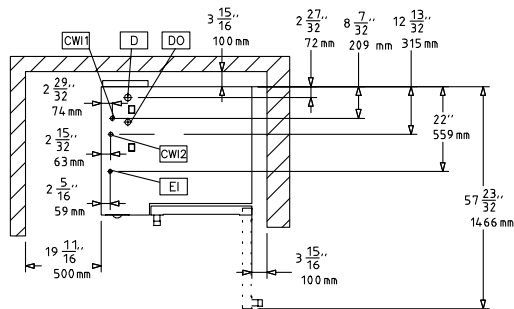 CWI1
D
DO
3 15/16"
100 mm
2 27/32"
72 mm
8 7/32"
209 mm
12 13/32"
315 mm
2 29/32"
74 mm
2 15/32"
63 mm
CWI2
22"
559 mm
2 5/16"
59 mm
EI
57 23/32"
1466 mm
19 11/16"
500 mm
3 15/16"
100 mm